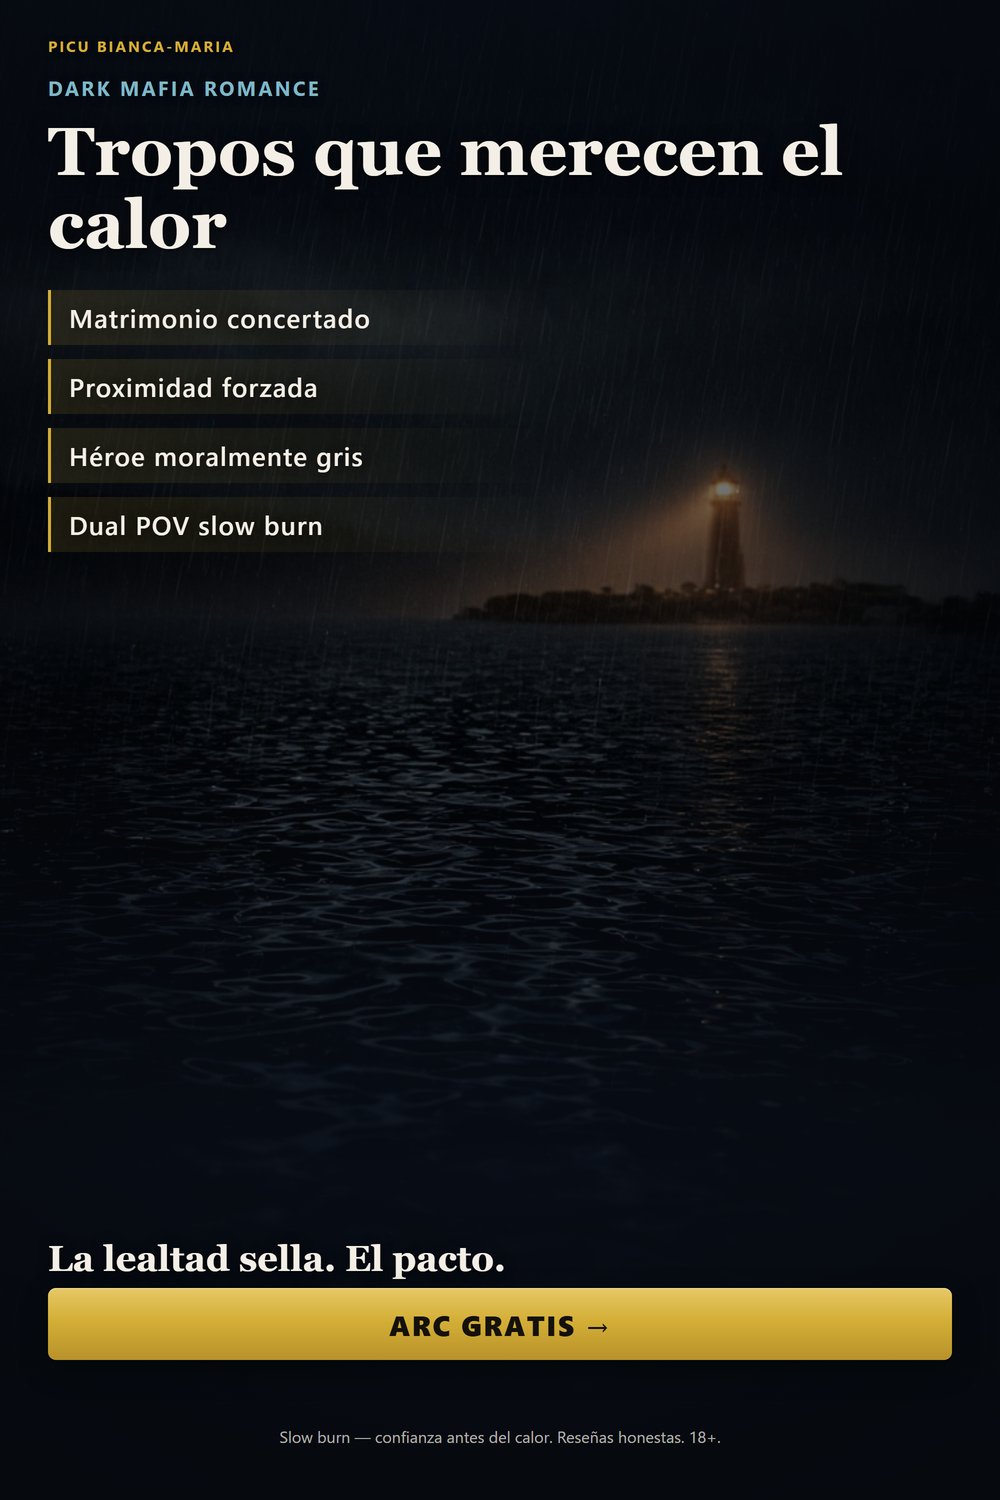 PICU BIANCA-MARIA
DARK MAFIA ROMANCE
Tropos que merecen el
calor
Matrimonio concertado
Proximidad forzada
Héroe moralmente gris
Dual POV slow burn
La lealtad sella. El pacto.
ARC GRATIS →
Slow burn — confianza antes del calor. Reseñas honestas. 18+.